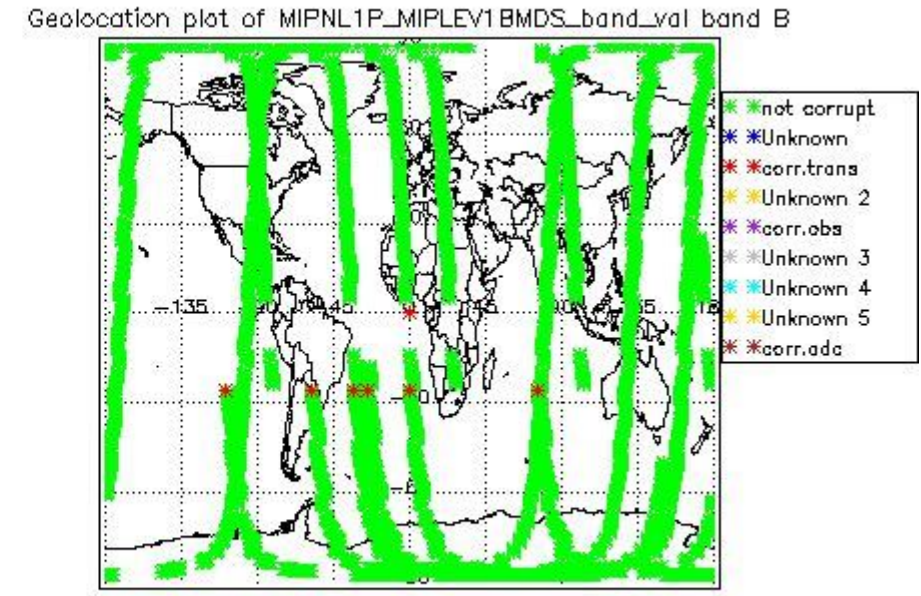 Geolocation plot of MIPNL1P_MIPLEV1BMDS_band_val band B
not corrupt
Unknown
corr.trans
Unknown 2
corr.obs
Unknown 3
Unknown 4
Unknown 5
corr.adc
-135